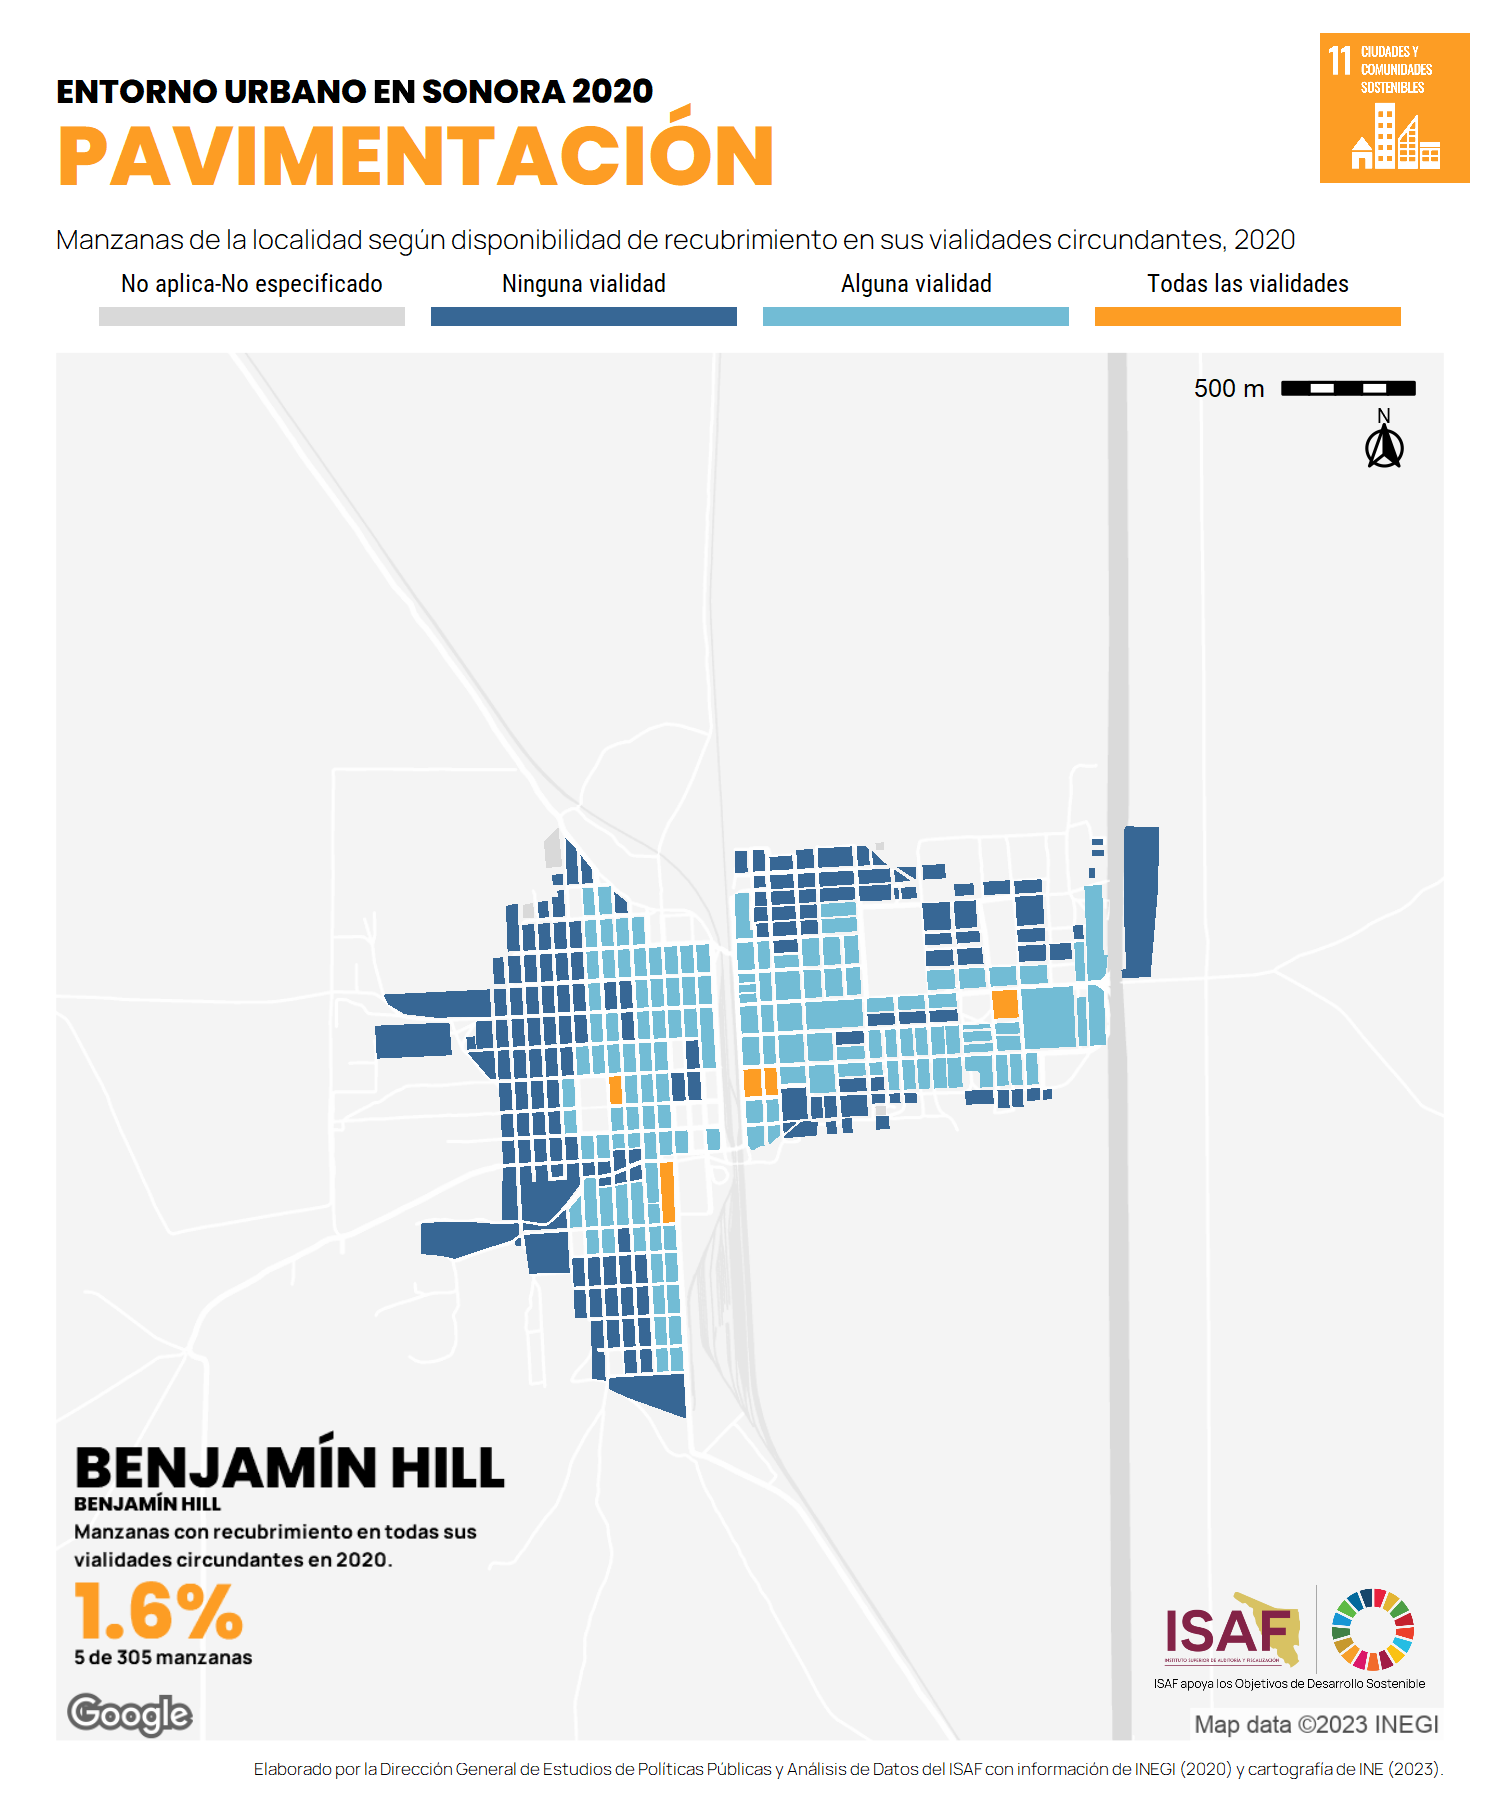 ENTORNO URBANO EN SONORA 2020
PAVIMENTACIÓN
11 CIUDADES Y
COMUNIDADES
SOSTENIBLES
Manzanas de la localidad según disponibilidad de recubrimiento en sus vialidades circundantes, 2020
No aplica-No especificado
Ninguna vialidad
Alguna vialidad
Todas las vialidades
500 m
N
BENJAMÍN HILL
BENJAMÍN HILL
Manzanas con recubrimiento en todas sus
vialidades circundantes en 2020.
1.6%
5 de 305 manzanas
Google
ISAF
INSTITUTO SUPERIOR DE AUDITORÍA Y FISCALIZACIÓN
ISAF apoya los Objetivos de Desarrollo Sostenible
Map data ©2023 INEGI
Elaborado por la Dirección General de Estudios de Políticas Públicas y Análisis de Datos del ISAF con información de INEGI (2020) y cartografía de INE (2023).